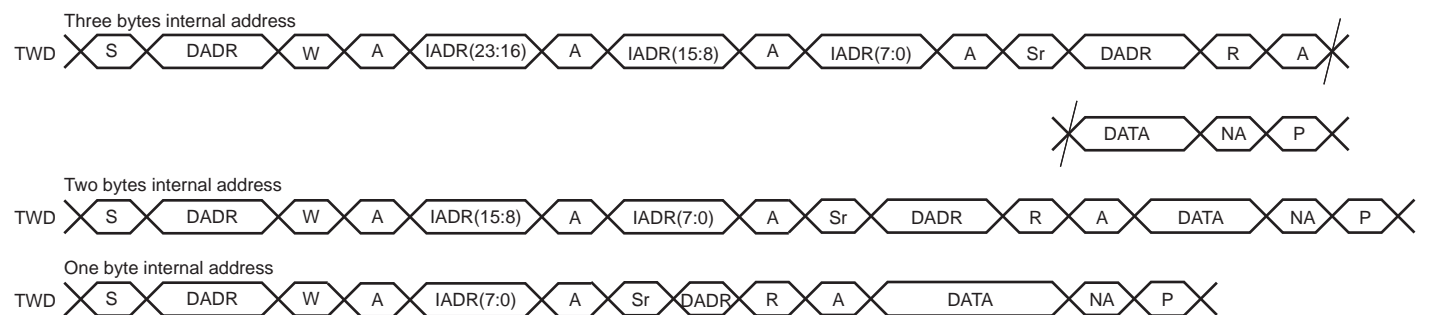 Three bytes internal address
TWD S DADR W A IADR(23:16) A IADR(15:8) A IADR(7:0) A Sr DADR R A
DATA NA P
Two bytes internal address
TWD S DADR W A IADR(15:8) A IADR(7:0) A Sr DADR R A DATA NA P
One byte internal address
TWD S DADR W A IADR(7:0) A Sr DADR R A DATA NA P